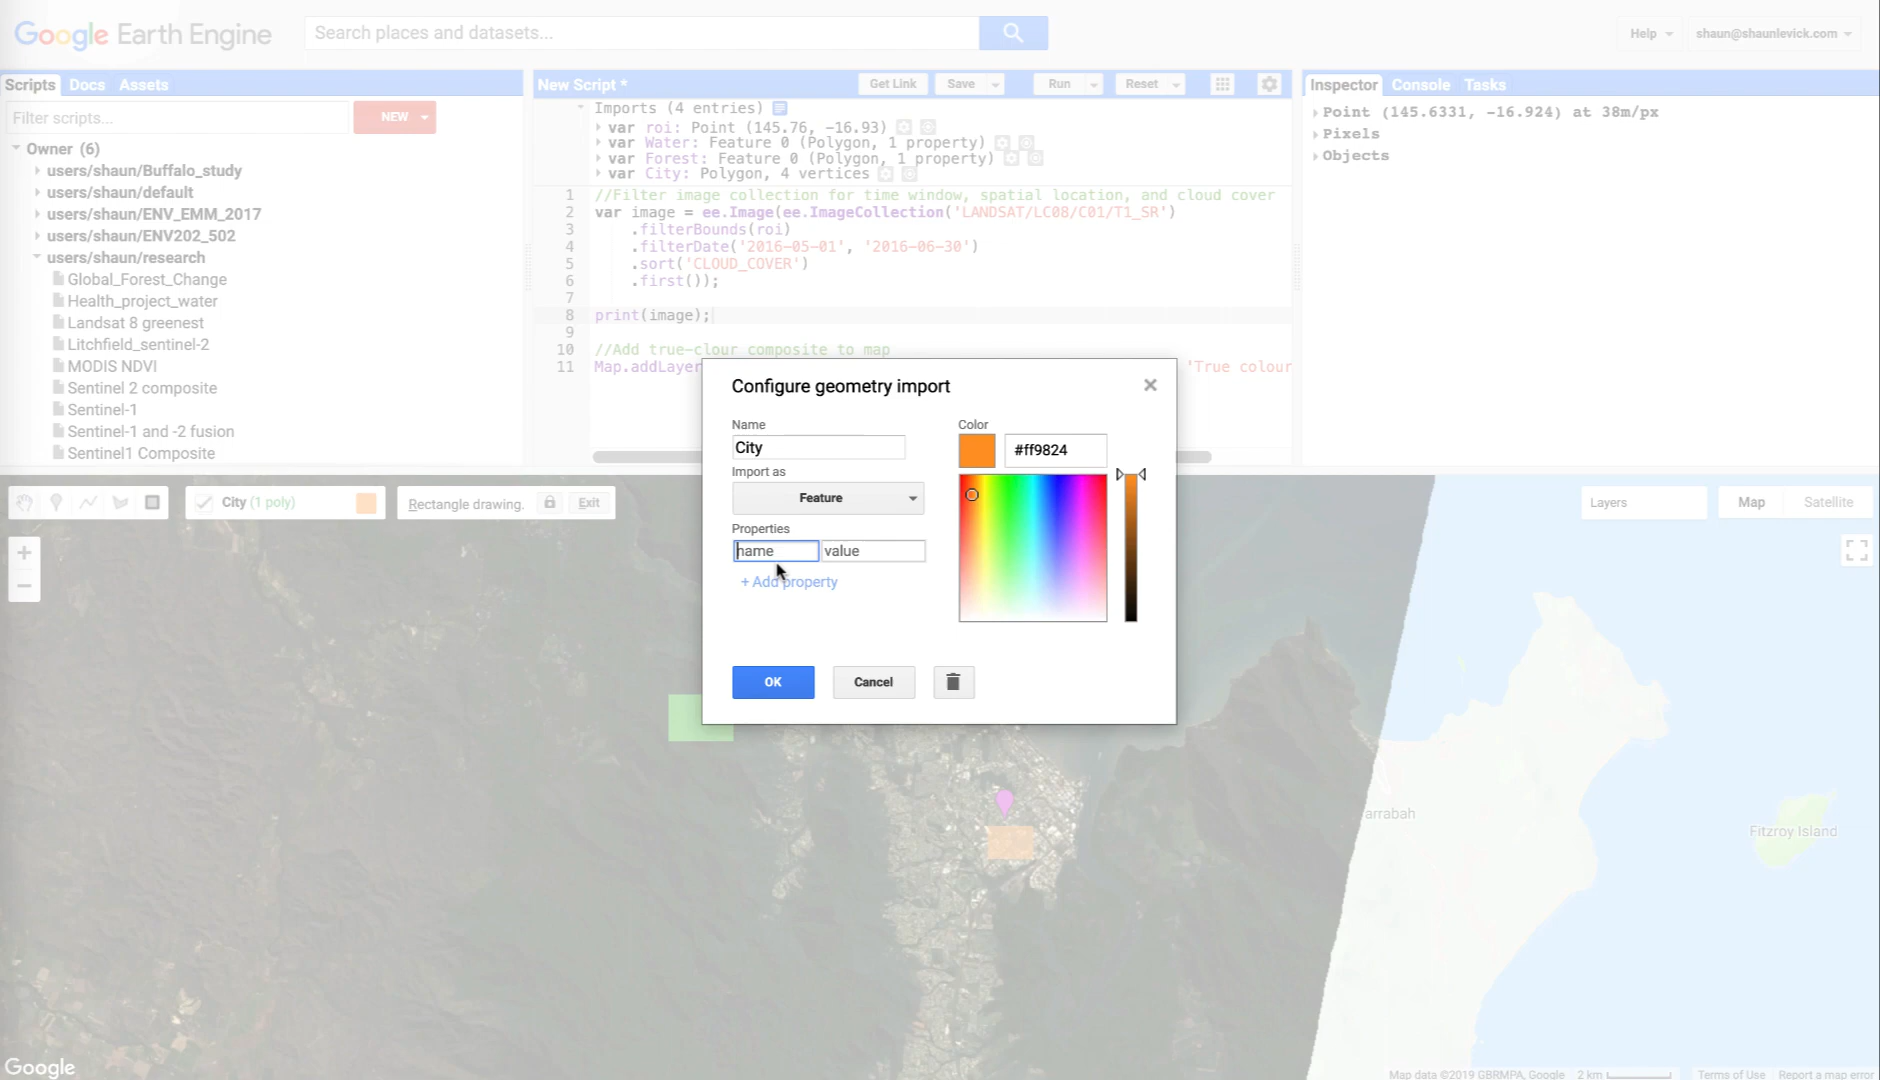 Google Earth Engine
Search places and datasets...
Help
shaun@shaunlevick.com
Scripts Docs Assets
Filter scripts...
NEW
Owner (6)
users/shaun/Buffalo_study
users/shaun/default
users/shaun/ENV_EMM_2017
users/shaun/ENV202_502
users/shaun/research
Global_Forest_Change
Health_project_water
Landsat 8 greenest
Litchfield_sentinel-2
MODIS NDVI
Sentinel 2 composite
Sentinel-1
Sentinel-1 and -2 fusion
Sentinel1 Composite
New Script *
Get Link Save Run Reset
Imports (4 entries)
var roi: Point (145.76, -16.93)
var Water: Feature 0 (Polygon, 1 property)
var Forest: Feature 0 (Polygon, 1 property)
var City: Polygon, 4 vertices
1 //Filter image collection for time window, spatial location, and cloud cover
2 var image = ee.Image(ee.ImageCollection('LANDSAT/LC08/C01/T1_SR')
3 .filterBounds(roi)
4 .filterDate('2016-05-01', '2016-06-30')
5 .sort('CLOUD_COVER')
6 .first());
7
8 print(image);
9
10 //Add true-clour composite to map
11 Map.addLayer 'True colour
Inspector Console Tasks
Point (145.6331, -16.924) at 38m/px
Pixels
Objects
Configure geometry import
Name
City
Import as
Feature
Properties
name value
+ Add property
Color
#ff9824
OK Cancel
City (1 poly)
Rectangle drawing. Exit
Layers
Map Satellite
arrabah
Fitzroy Island
Google
Map data ©2019 GBRMPA, Google 2 km Terms of Use Report a map error